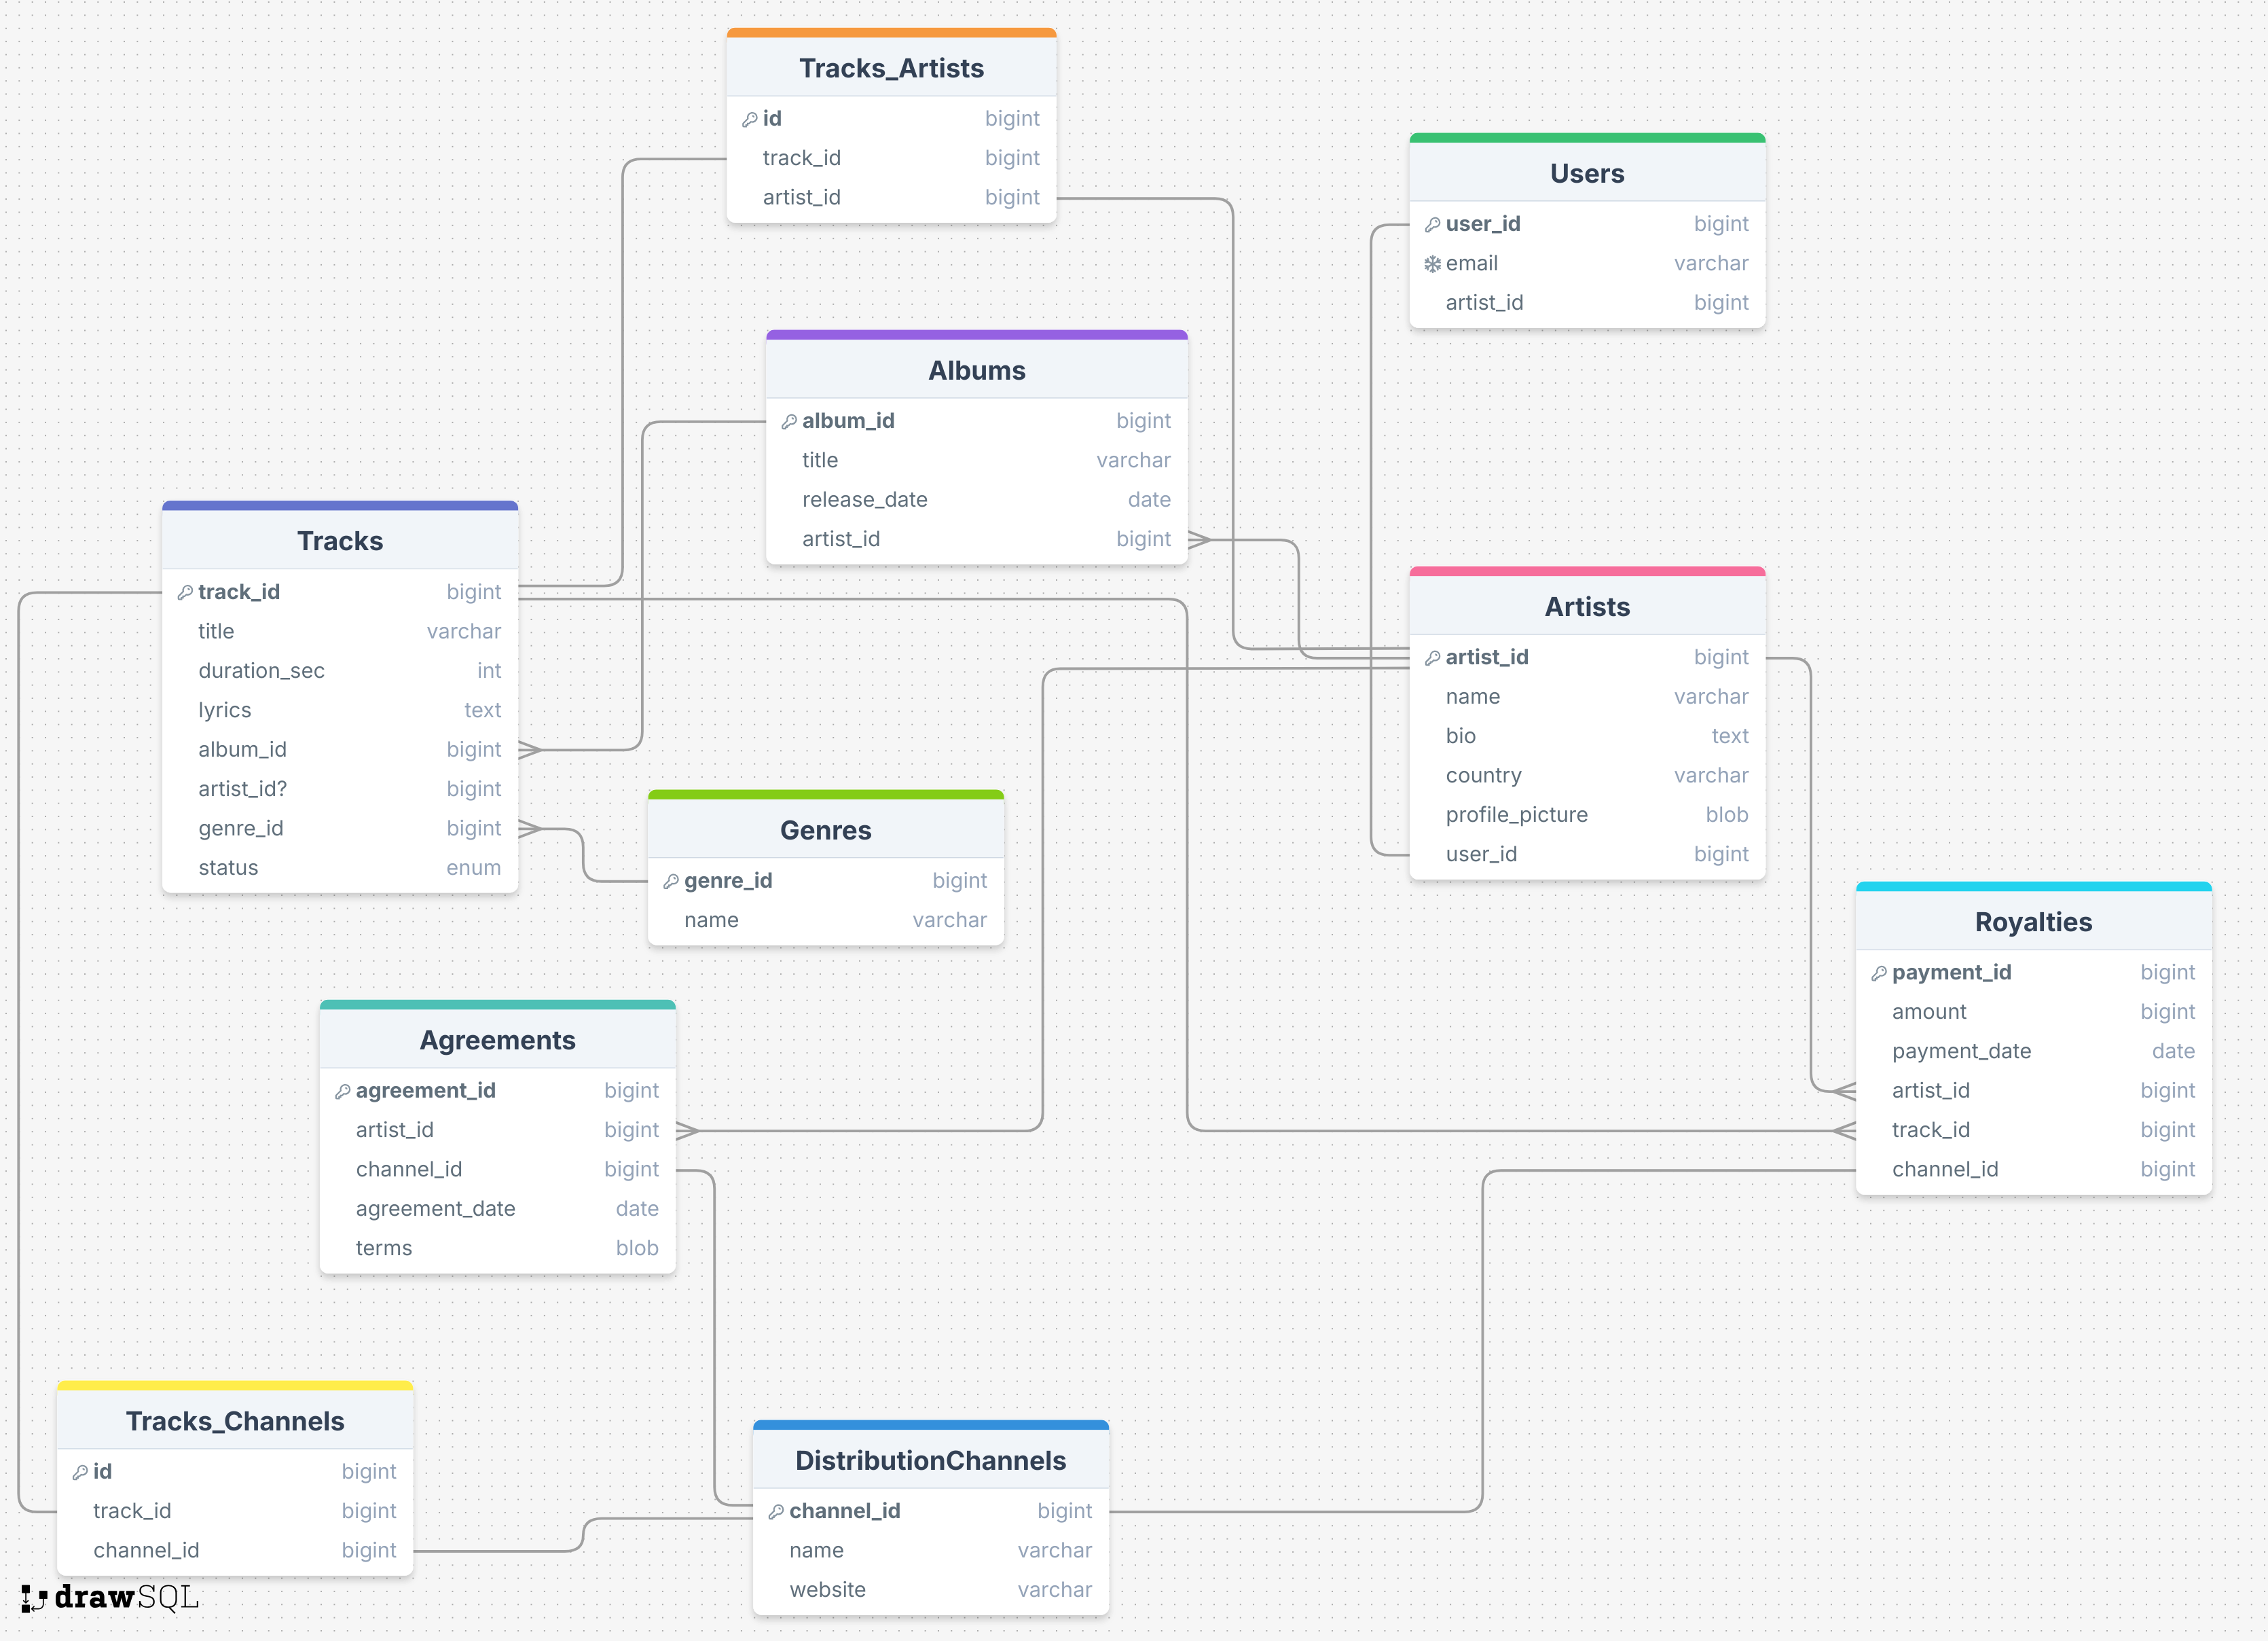 Tracks_Artists
id bigint
track_id bigint
artist_id bigint
Users
user_id bigint
email varchar
artist_id bigint
Albums
album_id bigint
title varchar
release_date date
artist_id bigint
Tracks
track_id bigint
title varchar
duration_sec int
lyrics text
album_id bigint
artist_id? bigint
genre_id bigint
status enum
Artists
artist_id bigint
name varchar
bio text
country varchar
profile_picture blob
user_id bigint
Genres
genre_id bigint
name varchar
Royalties
payment_id bigint
amount bigint
payment_date date
artist_id bigint
track_id bigint
channel_id bigint
Agreements
agreement_id bigint
artist_id bigint
channel_id bigint
agreement_date date
terms blob
Tracks_Channels
id bigint
track_id bigint
channel_id bigint
DistributionChannels
channel_id bigint
name varchar
website varchar
drawSQL